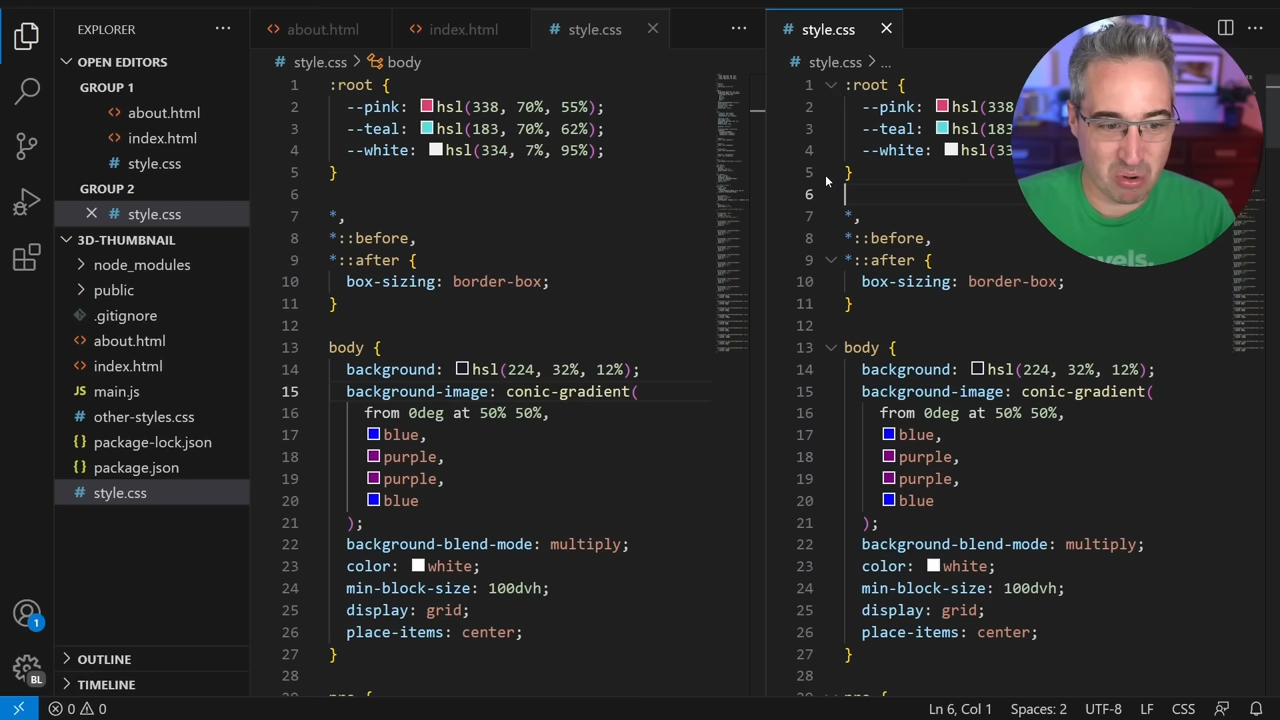 EXPLORER
OPEN EDITORS
GROUP 1
about.html
index.html
style.css
GROUP 2
style.css
3D-THUMBNAIL
node_modules
public
.gitignore
about.html
index.html
main.js
other-styles.css
package-lock.json
package.json
style.css
OUTLINE
TIMELINE
1
BL
about.html
index.html
style.css
style.css > body
1 :root {
2 --pink: hsl(338, 70%, 55%);
3 --teal: hsl(183, 70%, 62%);
4 --white: hsl(334, 7%, 95%);
5 }
6
7 *,
8 *::before,
9 *::after {
10 box-sizing: border-box;
11 }
12
13 body {
14 background: hsl(224, 32%, 12%);
15 background-image: conic-gradient(
16 from 0deg at 50% 50%,
17 blue,
18 purple,
19 purple,
20 blue
21 );
22 background-blend-mode: multiply;
23 color: white;
24 min-block-size: 100dvh;
25 display: grid;
26 place-items: center;
27 }
28
style.css
style.css > ...
1 :root {
2 --pink: hsl(338
3 --teal: hsl(183
4 --white: hsl(33
5 }
6
7 *,
8 *::before,
9 *::after {
10 box-sizing: border-box;
11 }
12
13 body {
14 background: hsl(224, 32%, 12%);
15 background-image: conic-gradient(
16 from 0deg at 50% 50%,
17 blue,
18 purple,
19 purple,
20 blue
21 );
22 background-blend-mode: multiply;
23 color: white;
24 min-block-size: 100dvh;
25 display: grid;
26 place-items: center;
27 }
28
0 0
Ln 6, Col 1
Spaces: 2
UTF-8
LF
CSS